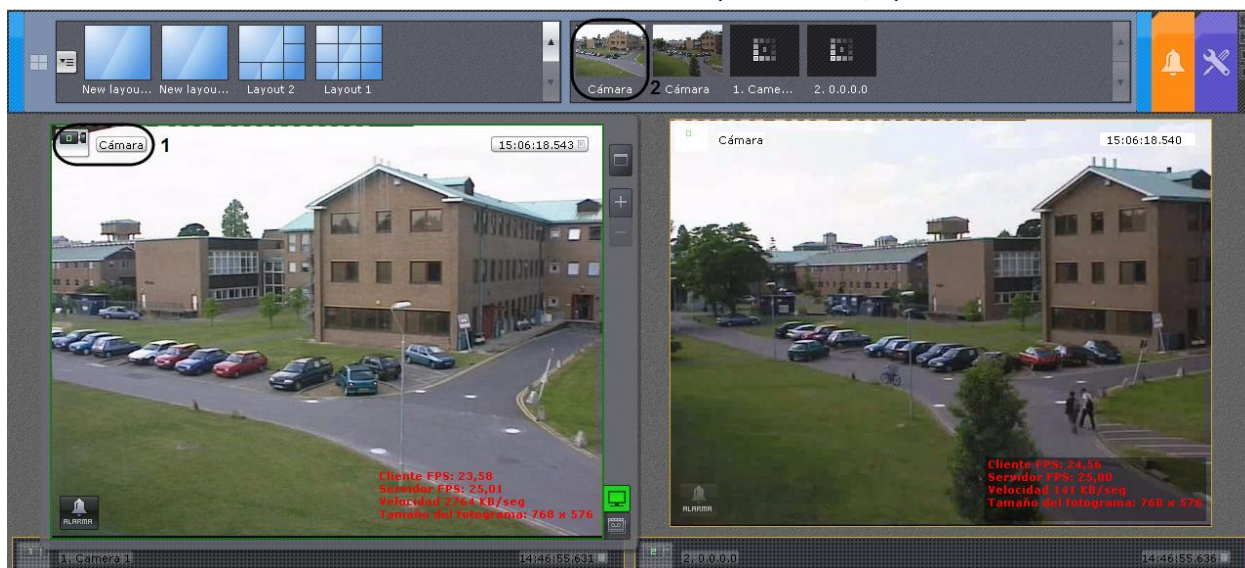 New layou...
New layou...
Layout 2
Layout 1
Cámara
2
Cámara
1. Came...
2. 0.0.0.0
Cámara
1
15:06:18.543
Cámara
15:06:18.540
Cliente FPS: 23,58
Servidor FPS: 25,01
Velocidad 2764 KB/seg
Tamaño del fotograma: 768 x 576
ALARMA
Cliente FPS: 24,56
Servidor FPS: 25,00
Velocidad 141 KB/seg
Tamaño del fotograma: 768 x 576
ALARMA
1
1. Camera 1
14:46:55.631
2
2. 0.0.0.0
14:46:55.636